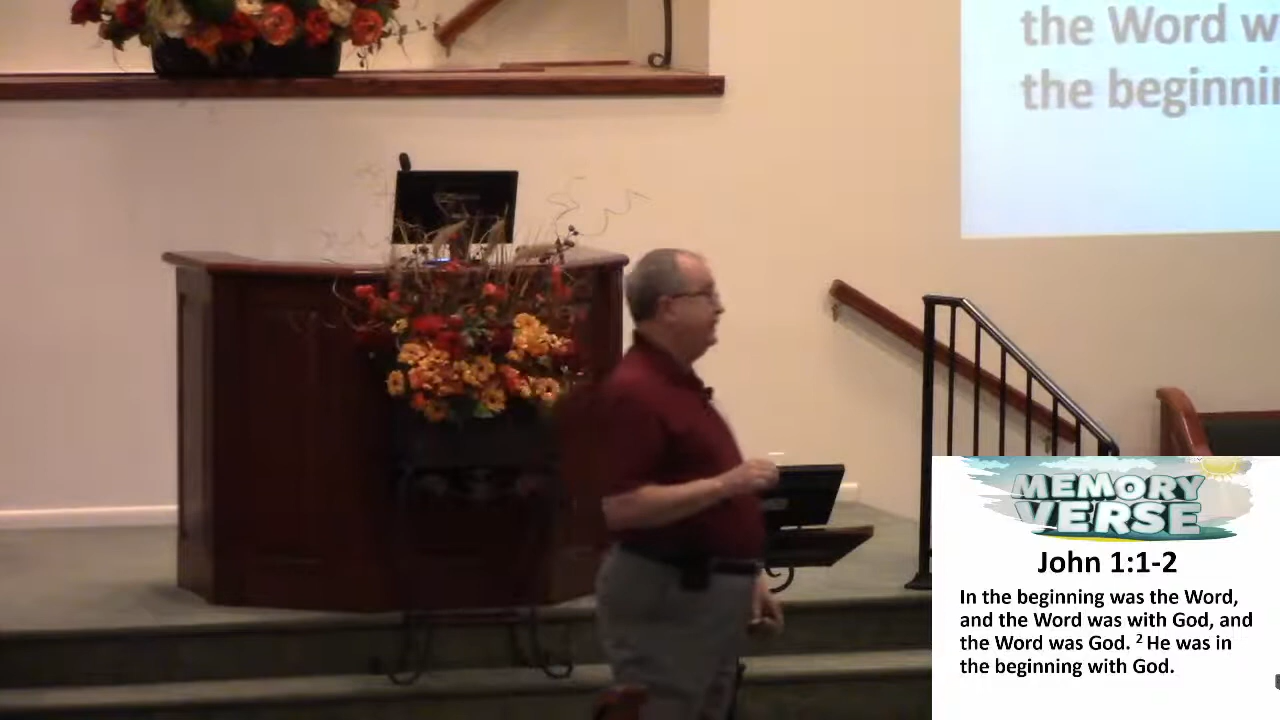 the Word w
the beginnin
MEMORY
VERSE
John 1:1-2
In the beginning was the Word,
and the Word was with God, and
the Word was God. ² He was in
the beginning with God.